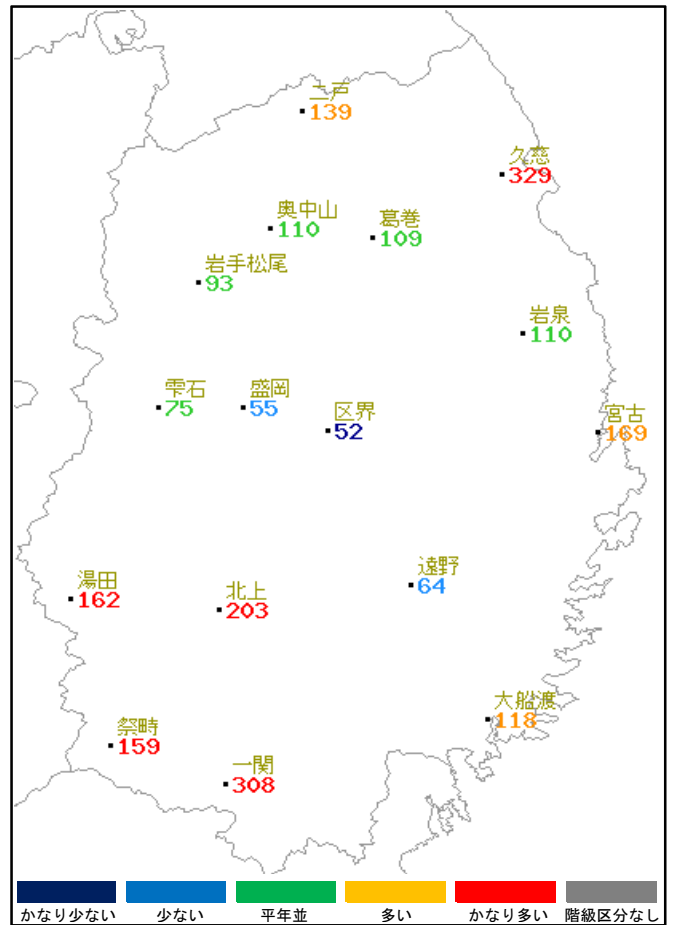 二戸
139
久慈
329
奥中山
110
葛巻
109
岩手松尾
93
岩泉
110
雫石
75
盛岡
55
区界
52
宮古
169
湯田
162
北上
203
遠野
64
大船渡
118
祭畤
159
一関
308
かなり少ない 少ない 平年並 多い かなり多い 階級区分なし